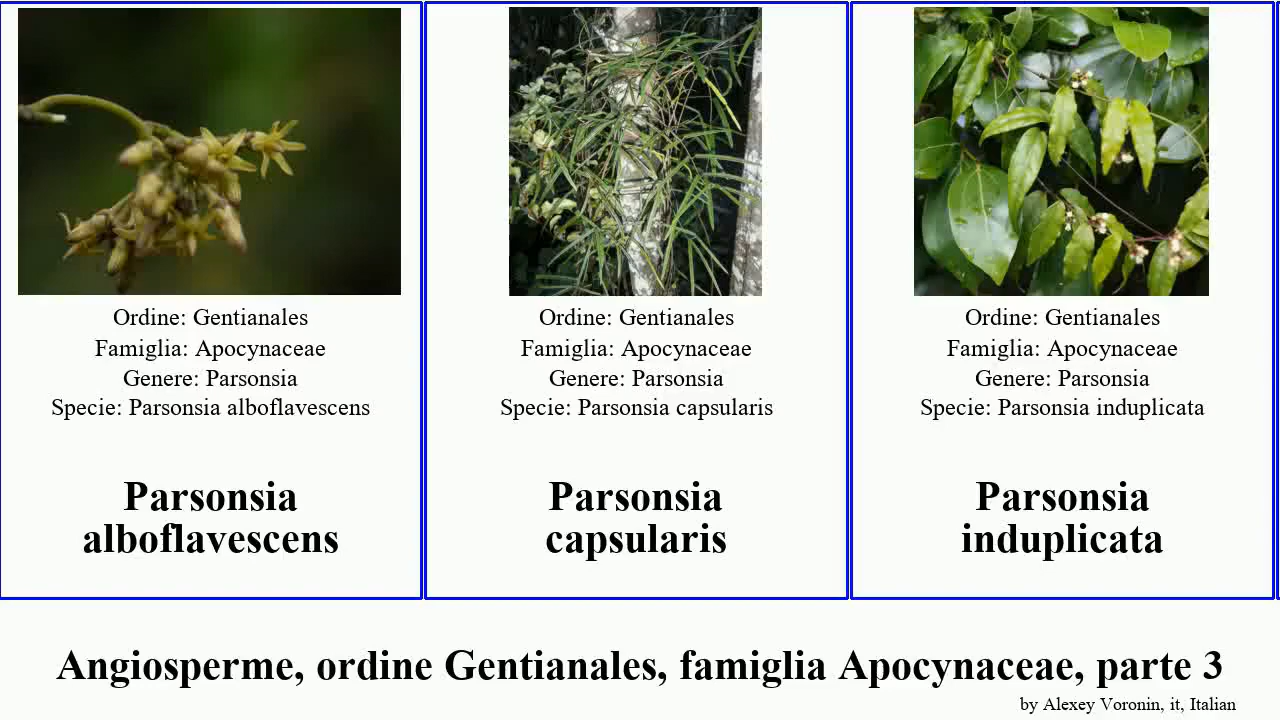 Ordine: Gentianales
Famiglia: Apocynaceae
Genere: Parsonsia
Specie: Parsonsia alboflavescens
Parsonsia
alboflavescens
Ordine: Gentianales
Famiglia: Apocynaceae
Genere: Parsonsia
Specie: Parsonsia capsularis
Parsonsia
capsularis
Ordine: Gentianales
Famiglia: Apocynaceae
Genere: Parsonsia
Specie: Parsonsia induplicata
Parsonsia
induplicata
Angiosperme, ordine Gentianales, famiglia Apocynaceae, parte 3
by Alexey Voronin, it, Italian